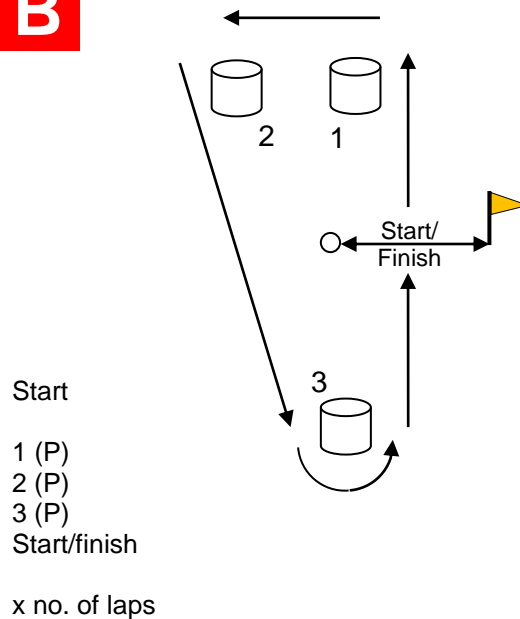 B
2
1
Start/
Finish
3
Start
1 (P)
2 (P)
3 (P)
Start/finish
x no. of laps